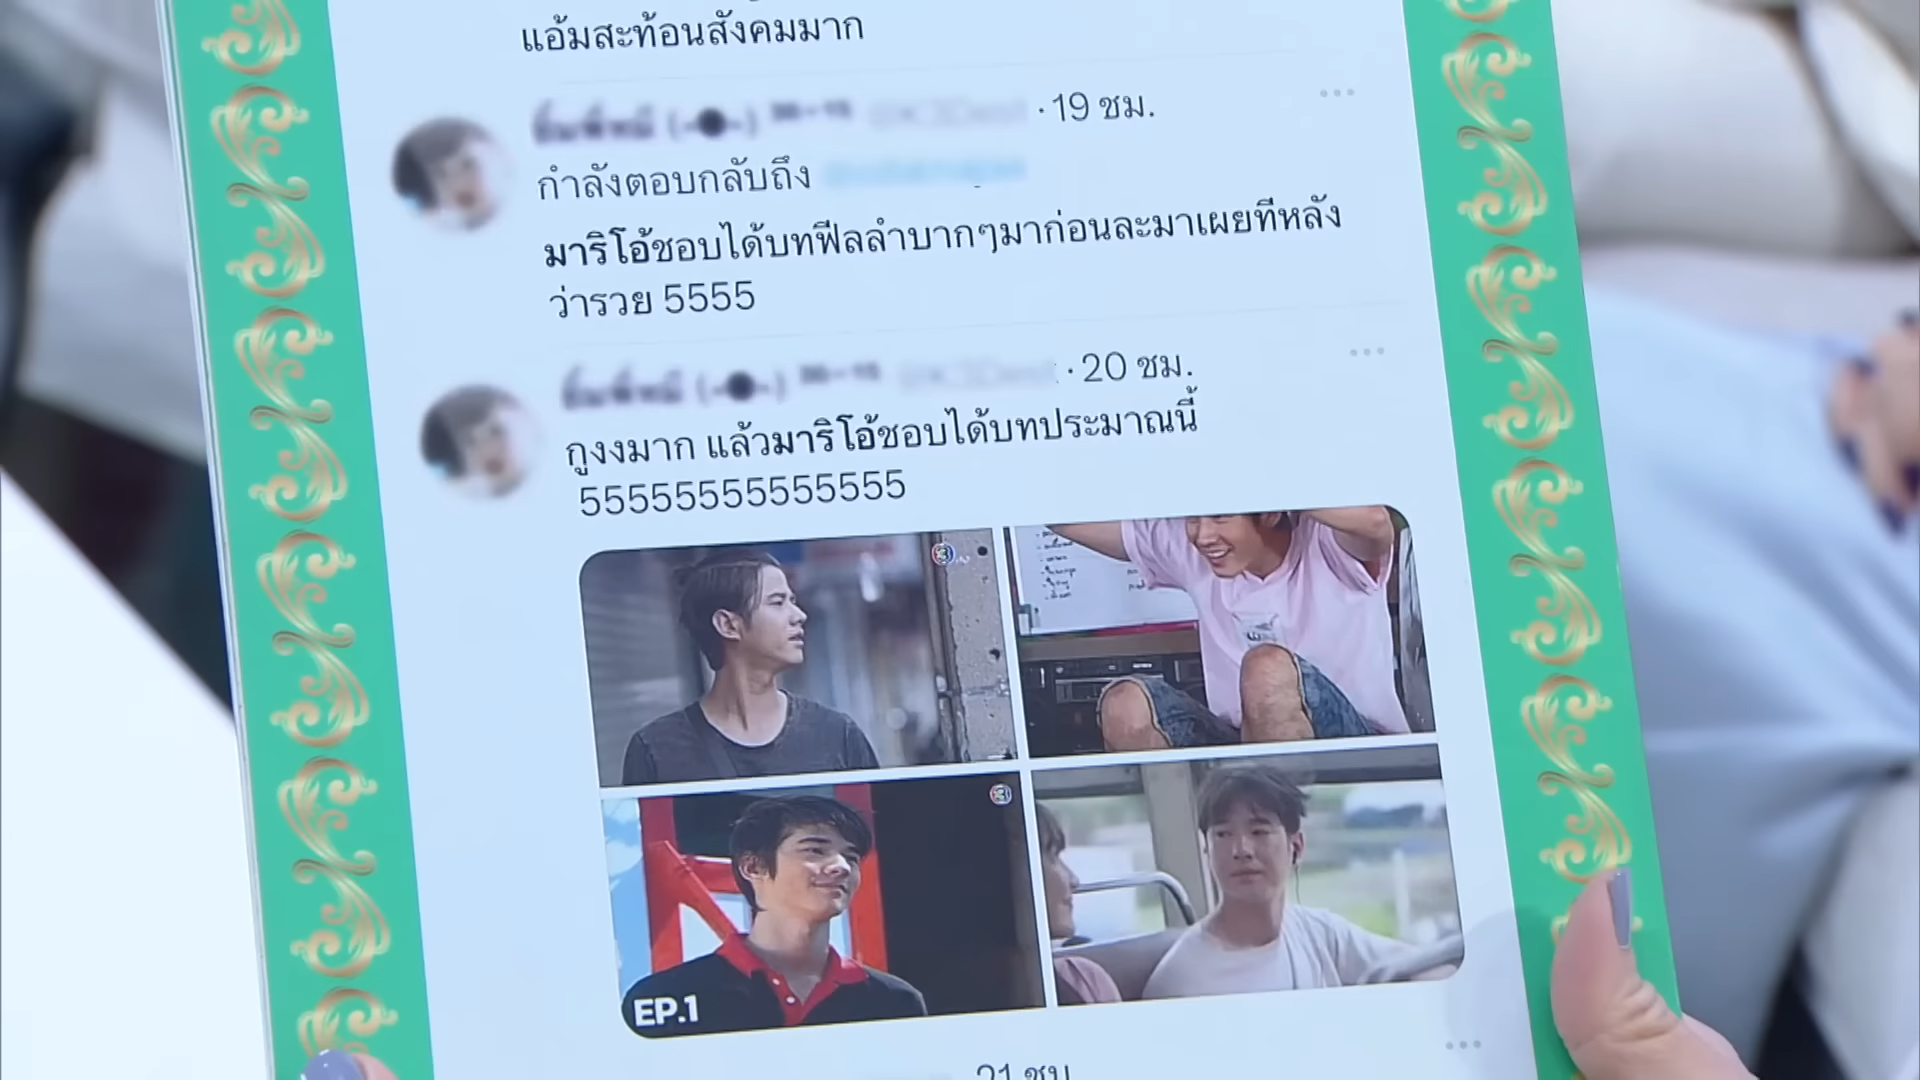 แอ้มสะท้อนสังคมมาก
· 19 ชม.
กำลังตอบกลับถึง
มาริโอ้ชอบได้บทฟีลลำบากๆมาก่อนละมาเผยทีหลัง
ว่ารวย 5555
· 20 ชม.
กูงงมาก แล้วมาริโอ้ชอบได้บทประมาณนี้
55555555555555
EP.1
21 ชม